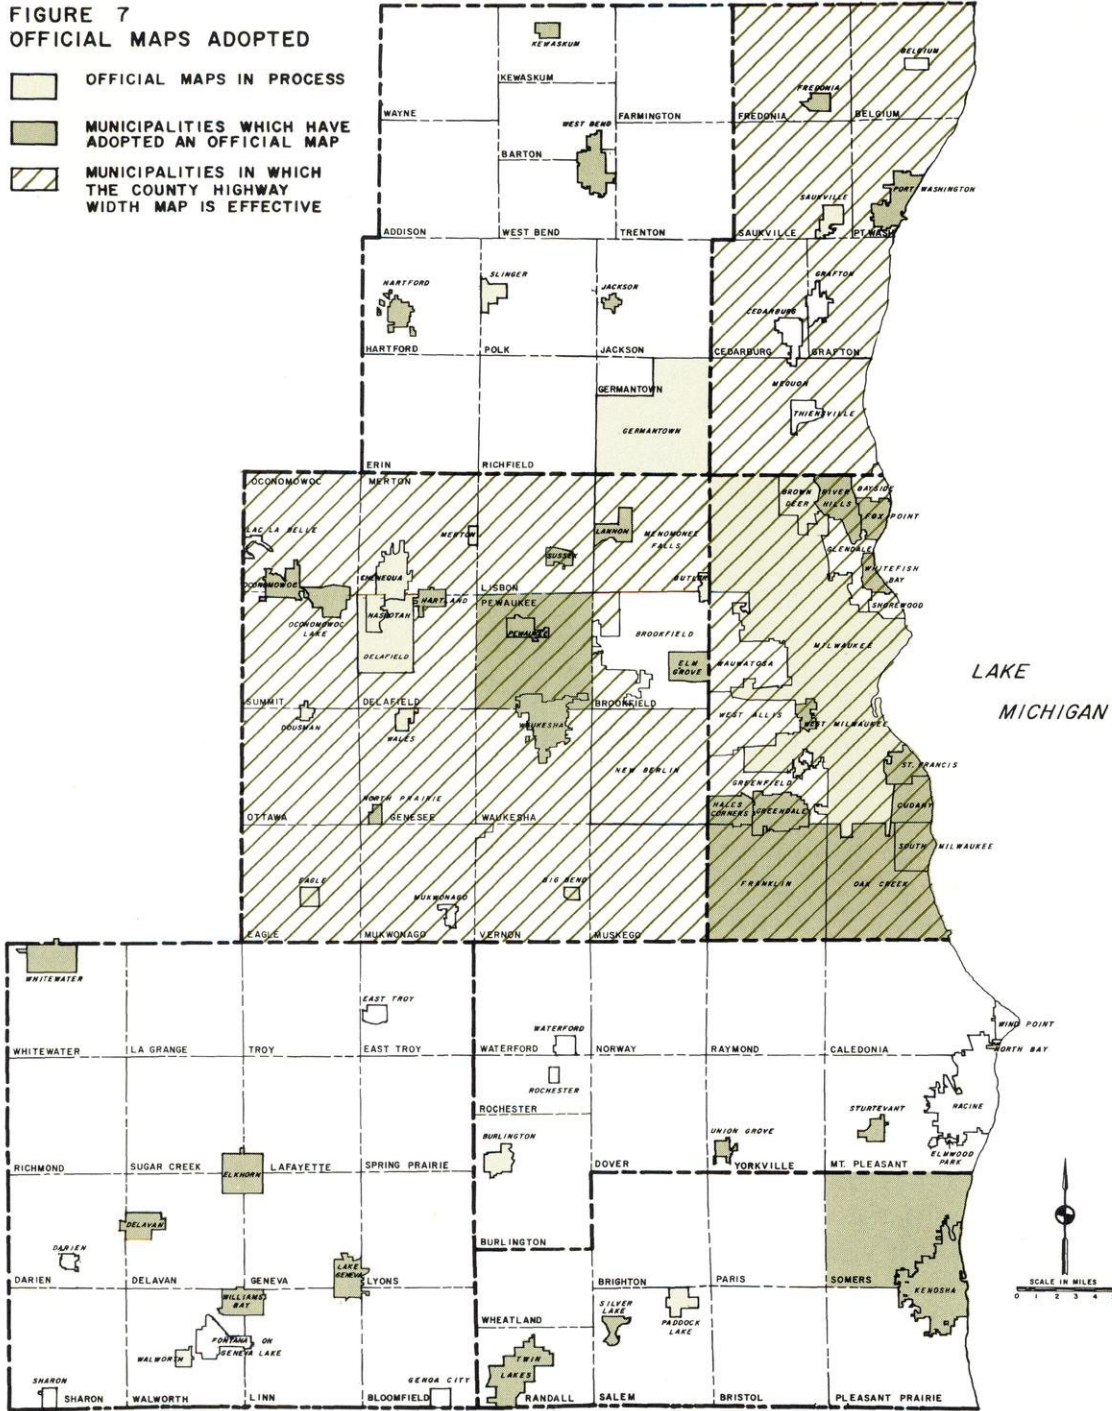 FIGURE 7
OFFICIAL MAPS ADOPTED
OFFICIAL MAPS IN PROCESS
MUNICIPALITIES WHICH HAVE
ADOPTED AN OFFICIAL MAP
MUNICIPALITIES IN WHICH
THE COUNTY HIGHWAY
WIDTH MAP IS EFFECTIVE
KEWASKUM
KEWASKUM
BELGIUM
FREDONIA
WAYNE
FARMINGTON
FREDONIA
BELGIUM
WEST BEND
BARTON
PORT WASHINGTON
SAUKVILLE
ADDISON
WEST BEND
TRENTON
SAUKVILLE
PT. WASH
HARTFORD
SLINGER
JACKSON
GRAFTON
CEDARBURG
HARTFORD
POLK
JACKSON
CEDARBURG
GRAFTON
GERMANTOWN
MEQUON
THIENSVILLE
GERMANTOWN
ERIN
RICHFIELD
OCONOMOWOC
MERTON
BROWN
DEER
RIVER
HILLS
BAYSIDE
FOX POINT
LAC LA BELLE
MERTON
LANNON
MENOMONEE
FALLS
GLENDALE
SUSSEX
WHITEFISH
BAY
OCONOMOWOC
CHENEQUA
LISBON
BUTLER
HARTLAND
PEWAUKEE
SHOREWOOD
NASHOTAH
OCONOMOWOC
LAKE
PEWAUKEE
BROOKFIELD
MILWAUKEE
DELAFIELD
ELM
GROVE
WAUWATOSA
LAKE
MICHIGAN
SUMMIT
DELAFIELD
BROOKFIELD
DOUSMAN
WALES
WAUKESHA
WEST ALLIS
WEST MILWAUKEE
NEW BERLIN
ST. FRANCIS
GREENFIELD
NORTH PRAIRIE
HALES
CORNERS
GREENDALE
CUDAHY
OTTAWA
GENESEE
WAUKESHA
SOUTH MILWAUKEE
EAGLE
BIG BEND
FRANKLIN
OAK CREEK
MUKWONAGO
EAGLE
MUKWONAGO
VERNON
MUSKEGO
WHITEWATER
EAST TROY
WIND POINT
WATERFORD
WHITEWATER
LA GRANGE
TROY
EAST TROY
WATERFORD
NORWAY
RAYMOND
CALEDONIA
NORTH BAY
ROCHESTER
ROCHESTER
STURTEVANT
RACINE
BURLINGTON
UNION GROVE
RICHMOND
SUGAR CREEK
LAFAYETTE
SPRING PRAIRIE
DOVER
YORKVILLE
MT. PLEASANT
ELMWOOD
PARK
ELKHORN
DELAVAN
DARIEN
BURLINGTON
LAKE
GENEVA
DARIEN
DELAVAN
GENEVA
LYONS
BRIGHTON
PARIS
SOMERS
SCALE IN MILES
0 1 2 3 4
WILLIAMS
BAY
SILVER
LAKE
KENOSHA
WHEATLAND
PADDOCK
LAKE
FONTANA ON
GENEVA LAKE
WALWORTH
TWIN
LAKES
SHARON
GENOA CITY
SHARON
WALWORTH
LINN
BLOOMFIELD
RANDALL
SALEM
BRISTOL
PLEASANT PRAIRIE